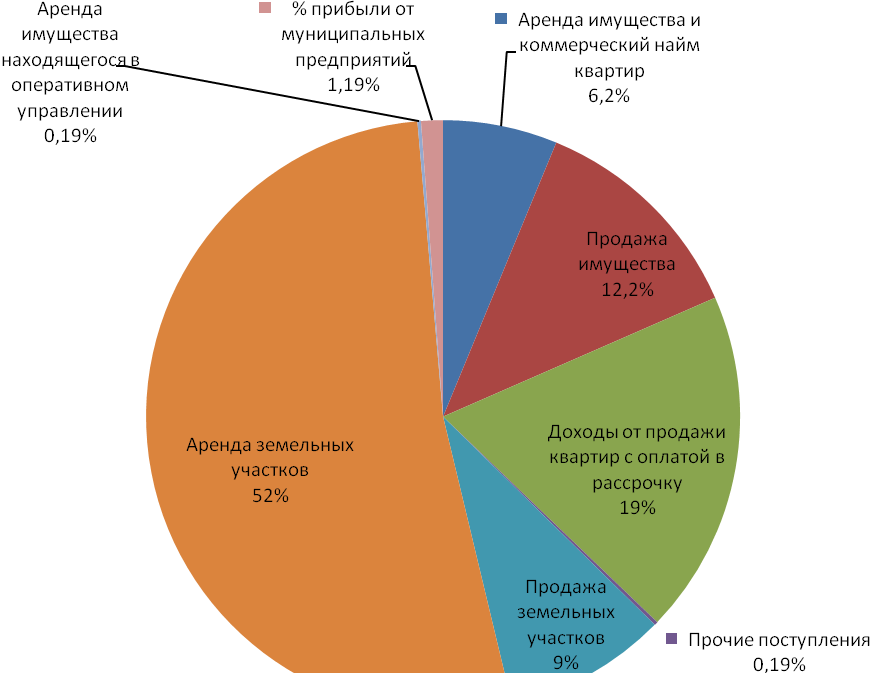 Аренда
имущества
находящегося в
оперативном
управлении
0,19%
% прибыли от
муниципальных
предприятий
1,19%
Аренда имущества и
коммерческий найм
квартир
6,2%
Продажа
имущества
12,2%
Доходы от продажи
квартир с оплатой в
рассрочку
19%
Аренда земельных
участков
52%
Продажа
земельных
участков
9%
Прочие поступления
0,19%